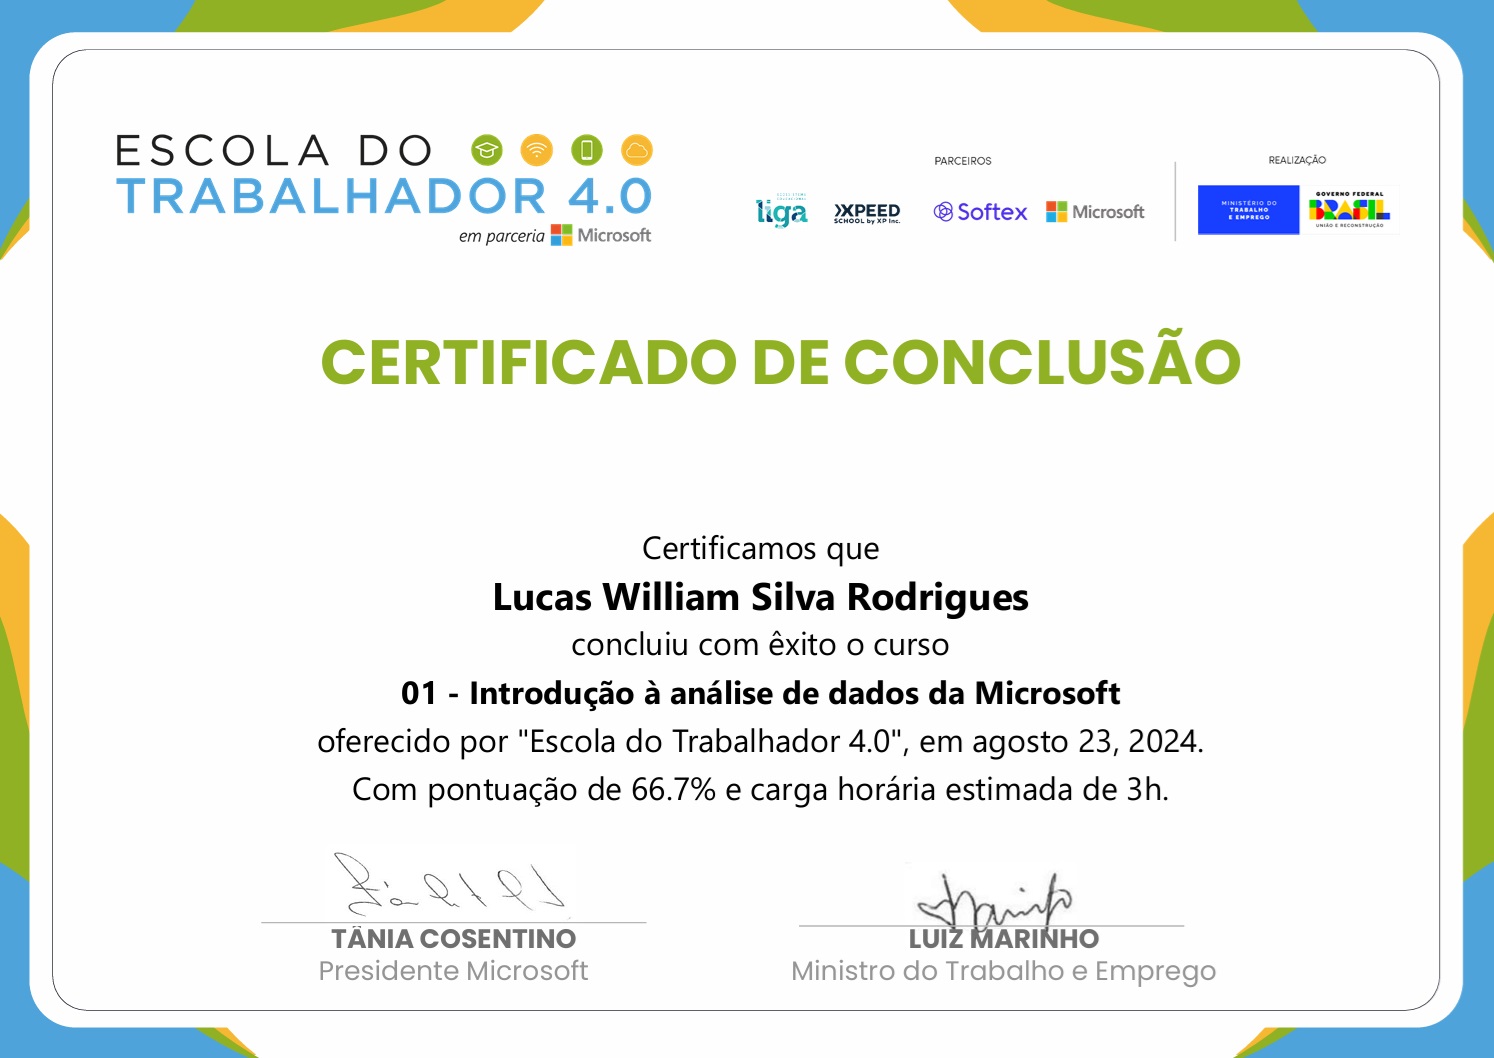 ESCOLA DO
TRABALHADOR 4.0
em parceria Microsoft
PARCEIROS
liga
XPEED
SCHOOL by XP Inc.
Softex
Microsoft
REALIZAÇÃO
MINISTÉRIO DO
TRABALHO
E EMPREGO
GOVERNO FEDERAL
BRASIL
UNIÃO E RECONSTRUÇÃO
CERTIFICADO DE CONCLUSÃO
Certificamos que
Lucas William Silva Rodrigues
concluiu com êxito o curso
01 - Introdução à análise de dados da Microsoft
oferecido por "Escola do Trabalhador 4.0", em agosto 23, 2024.
Com pontuação de 66.7% e carga horária estimada de 3h.
TÂNIA COSENTINO
Presidente Microsoft
LUIZ MARINHO
Ministro do Trabalho e Emprego